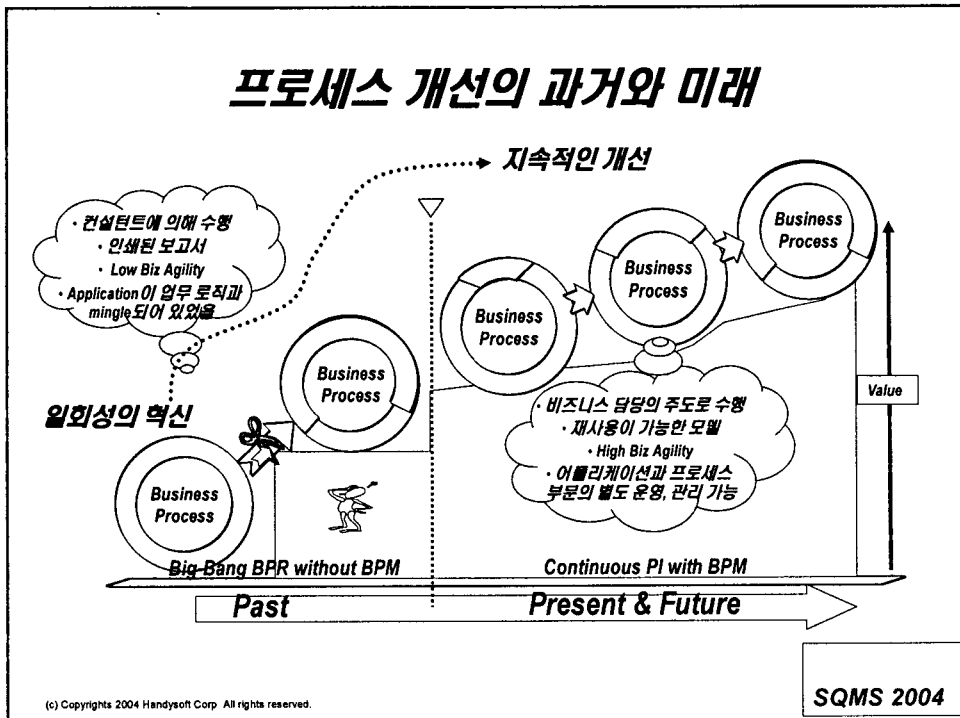 프로세스 개선의 과거와 미래
지속적인 개선
· 컨설턴트에 의해 수행
· 인쇄된 보고서
· Low Biz Agility
· Application이 업무 로직과
mingle되어 있었음
일회성의 혁신
Business
Process
Business
Process
Business
Process
Business
Process
Business
Process
Value
· 비즈니스 담당의 주도로 수행
· 재사용이 가능한 모델
· High Biz Agility
· 어플리케이션과 프로세스
부문의 별도 운영, 관리 가능
Big Bang BPR without BPM
Continuous PI with BPM
Past
Present & Future
(c) Copyrights 2004 Handysoft Corp All rights reserved.
SQMS 2004